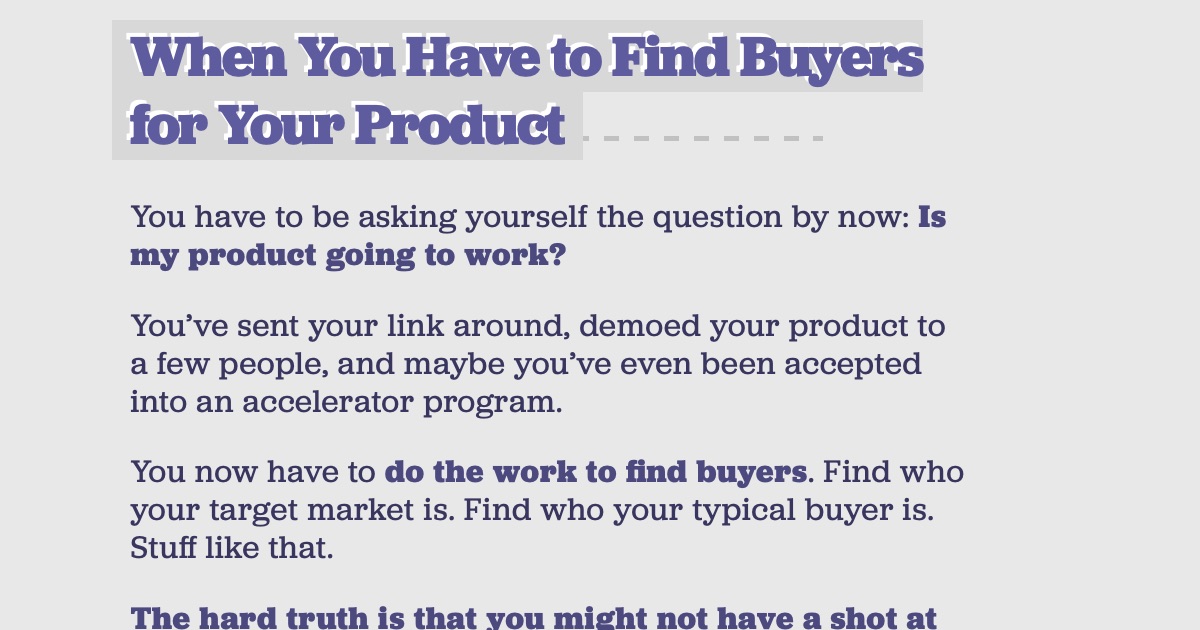 When You Have to Find Buyers
for Your Product
You have to be asking yourself the question by now: Is
my product going to work?
You’ve sent your link around, demoed your product to
a few people, and maybe you’ve even been accepted
into an accelerator program.
You now have to do the work to find buyers. Find who
your target market is. Find who your typical buyer is.
Stuff like that.
The hard truth is that you might not have a shot at